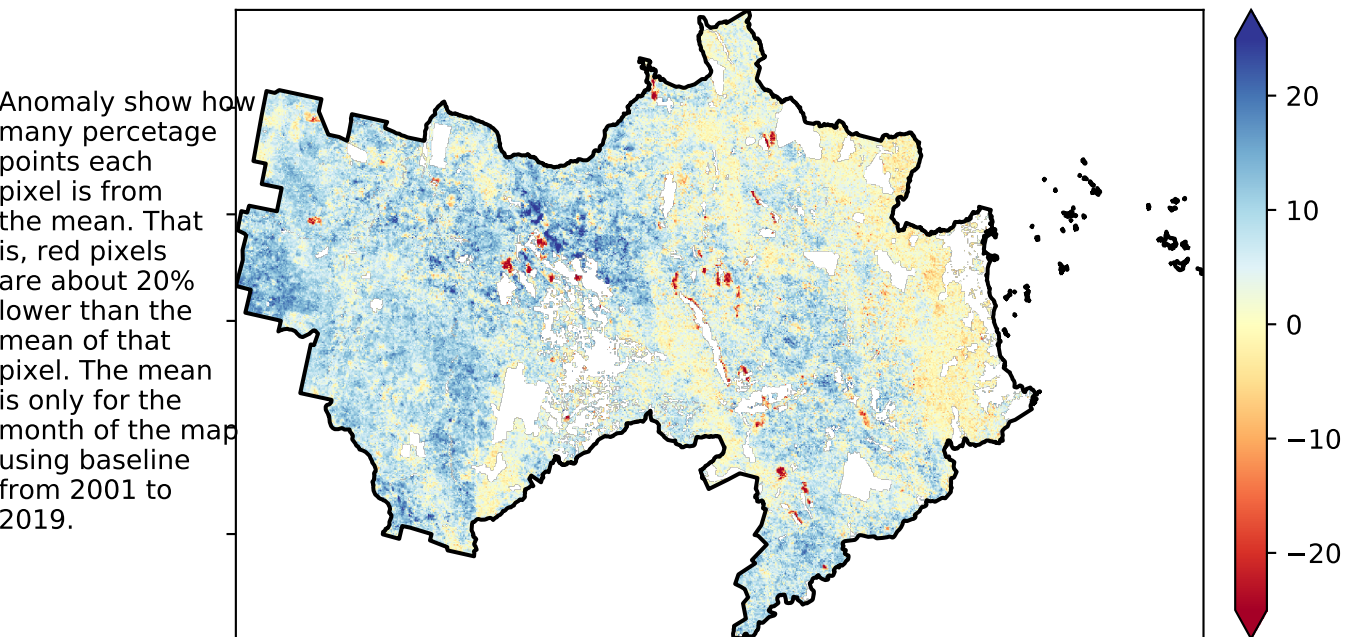 Anomaly show how
many percetage
points each
pixel is from
the mean. That
is, red pixels
are about 20%
lower than the
mean of that
pixel. The mean
is only for the
month of the map
using baseline
from 2001 to
2019.
20
10
0
−10
−20